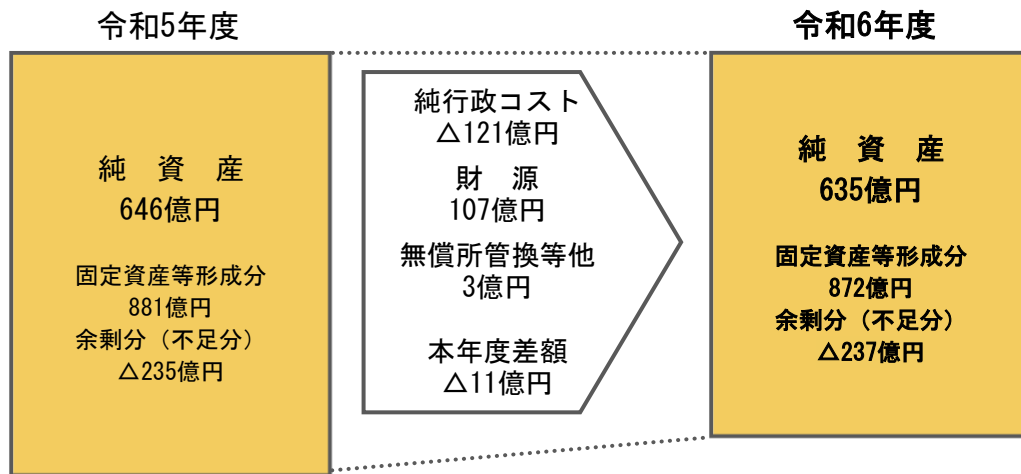 令和5年度
純 資 産
646億円
固定資産等形成分
881億円
余剰分（不足分）
△235億円
純行政コスト
△121億円
財 源
107億円
無償所管換等他
3億円
本年度差額
△11億円
令和6年度
純 資 産
635億円
固定資産等形成分
872億円
余剰分（不足分）
△237億円